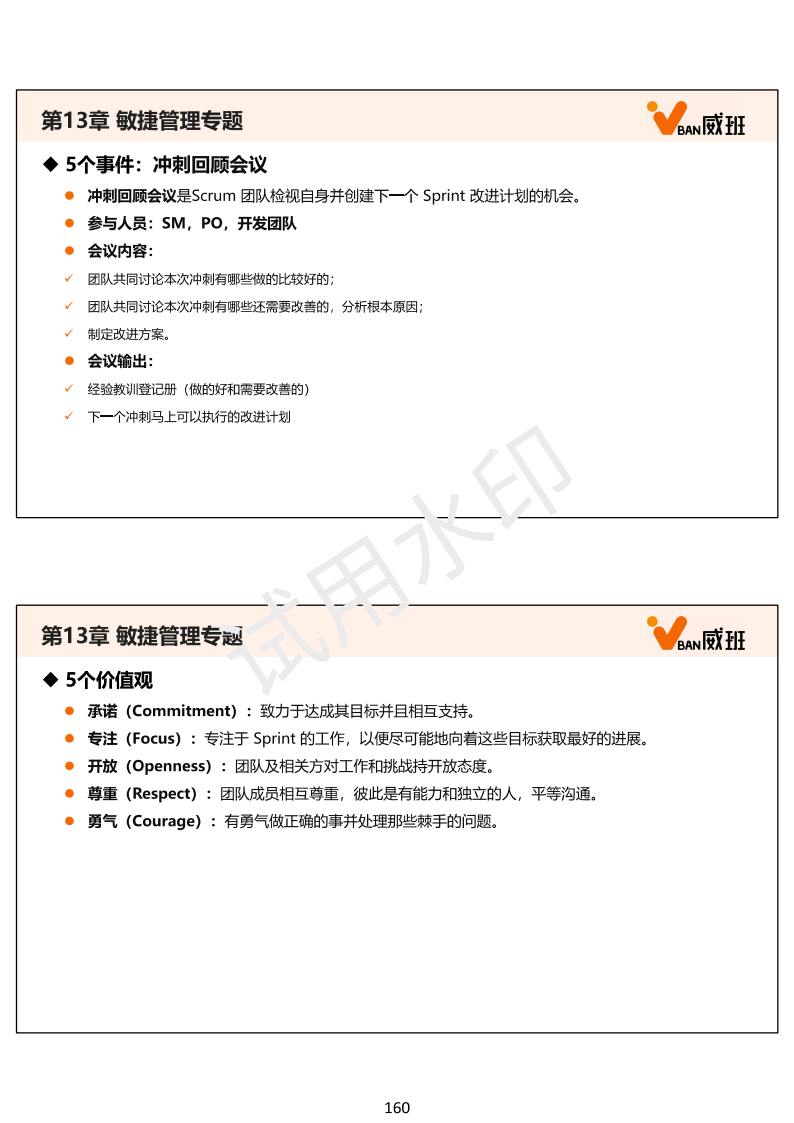 第13章 敏捷管理专题
VBAN威班
◆ 5个事件：冲刺回顾会议
● 冲刺回顾会议是Scrum 团队检视自身并创建下一个 Sprint 改进计划的机会。
● 参与人员：SM，PO，开发团队
● 会议内容：
✓ 团队共同讨论本次冲刺有哪些做的比较好的；
✓ 团队共同讨论本次冲刺有哪些还需要改善的，分析根本原因；
✓ 制定改进方案。
● 会议输出：
✓ 经验教训登记册（做的好和需要改善的）
✓ 下一个冲刺马上可以执行的改进计划
试用水印
第13章 敏捷管理专题
VBAN威班
◆ 5个价值观
● 承诺（Commitment）：致力于达成其目标并且相互支持。
● 专注（Focus）：专注于 Sprint 的工作，以便尽可能地向着这些目标获取最好的进展。
● 开放（Openness）：团队及相关方对工作和挑战持开放态度。
● 尊重（Respect）：团队成员相互尊重，彼此是有能力和独立的人，平等沟通。
● 勇气（Courage）：有勇气做正确的事并处理那些棘手的问题。
160